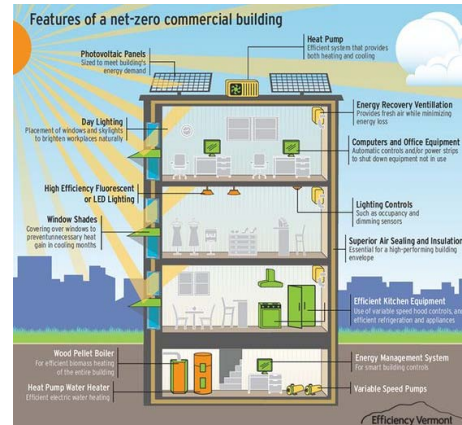 Features of a net-zero commercial building
Photovoltaic Panels
Sized to meet building's
energy demand
Heat Pump
Efficient system that provides
both heating and cooling
Day Lighting
Placement of windows and skylights
to brighten workplaces naturally
Energy Recovery Ventilation
Provides fresh air while minimizing
energy loss
Computers and Office Equipment
Automatic controls and/or power strips
to shut down equipment not in use
High Efficiency Fluorescent
or LED Lighting
Lighting Controls
Such as occupancy and
dimming sensors
Window Shades
Covering over windows to
preventunnecessary heat
gain in cooling months
Superior Air Sealing and Insulation
Essential for a high-performing building
envelope
Efficient Kitchen Equipment
Use of variable speed hood controls, an
efficient refrigeration and appliances
Wood Pellet Boiler
For efficient biomass heating
of the entire building
Energy Management System
For smart building controls
Heat Pump Water Heater
Efficient electric water heating
Variable Speed Pumps
Efficiency Vermont